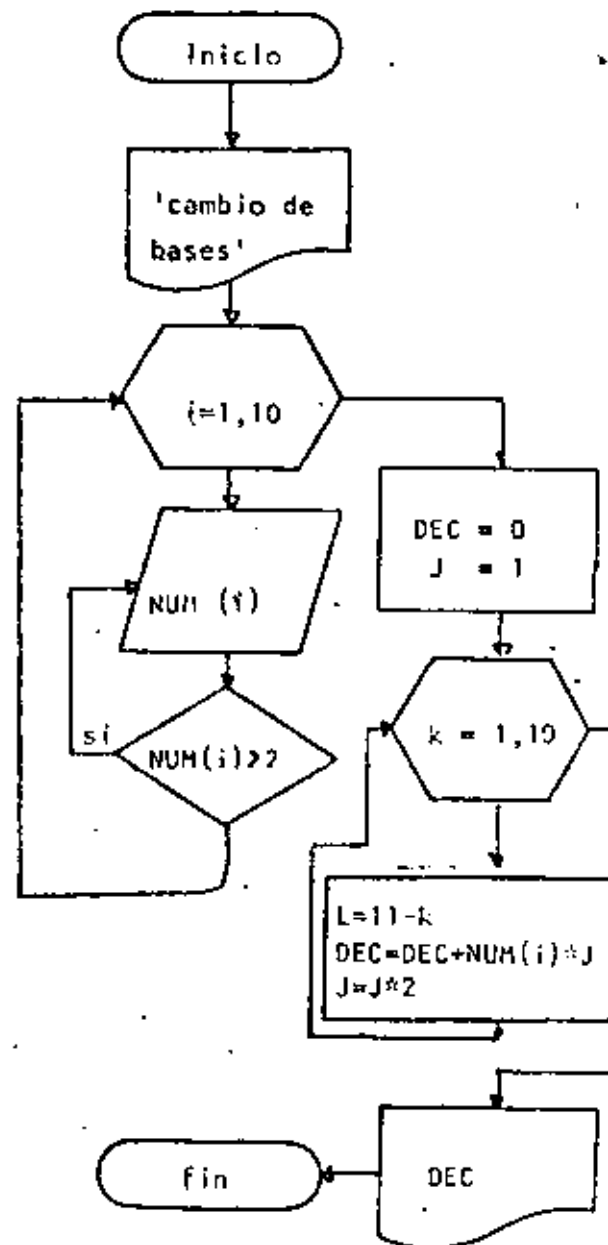 Inicio
'cambio de
bases'
i=1,10
NUM (i)
si
NUM(i)>2
DEC = 0
J = 1
k = 1,10
L=11-k
DEC=DEC+NUM(i)*J
J=J*2
DEC
fin